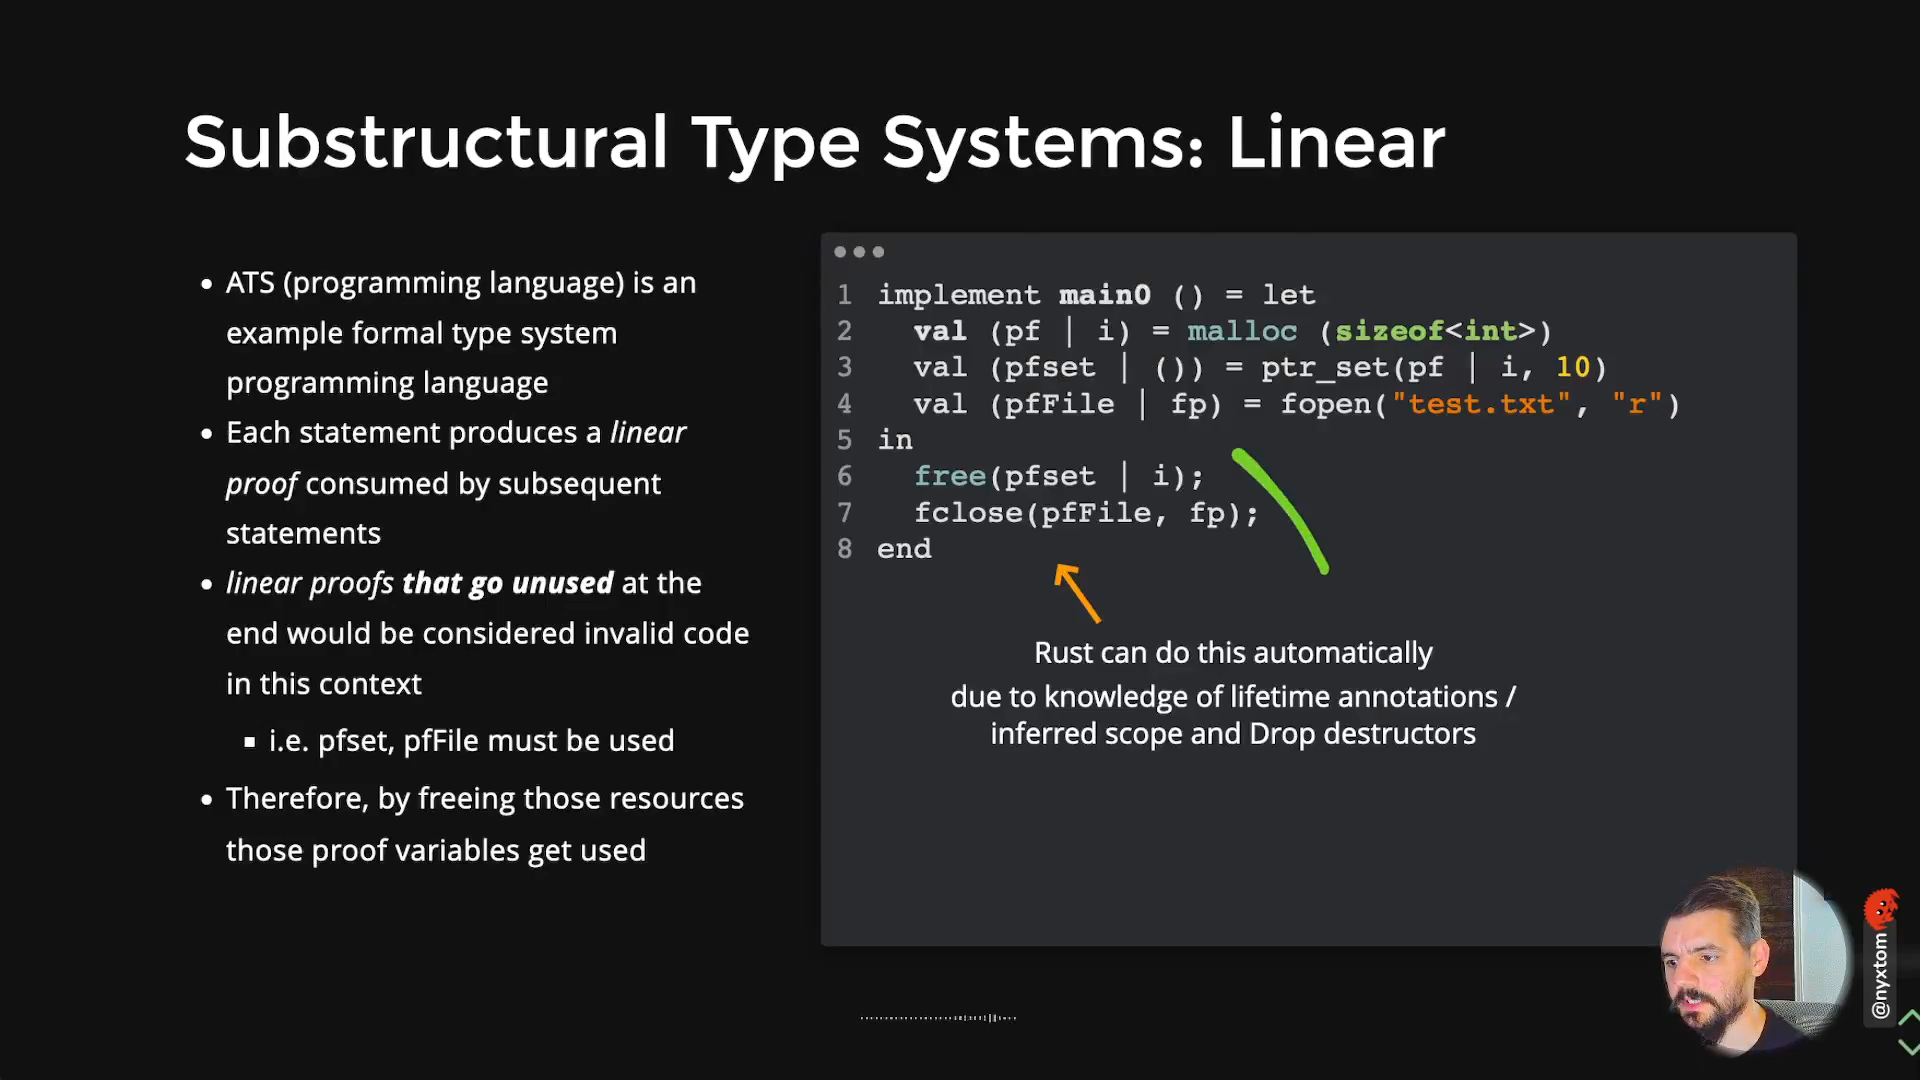 Substructural Type Systems: Linear
• ATS (programming language) is an
example formal type system
programming language
• Each statement produces a linear
proof consumed by subsequent
statements
• linear proofs that go unused at the
end would be considered invalid code
in this context
▪ i.e. pfset, pfFile must be used
• Therefore, by freeing those resources
those proof variables get used
1 implement main0 () = let
2 val (pf | i) = malloc (sizeof<int>)
3 val (pfset | ()) = ptr_set(pf | i, 10)
4 val (pfFile | fp) = fopen("test.txt", "r")
5 in
6 free(pfset | i);
7 fclose(pfFile, fp);
8 end
Rust can do this automatically
due to knowledge of lifetime annotations /
inferred scope and Drop destructors
@nyxtom